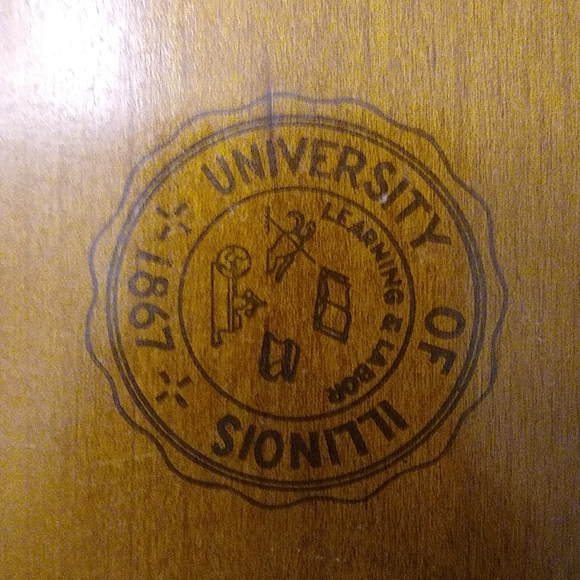 UNIVERSITY OF ILLINOIS
1867
LEARNING & LABOR